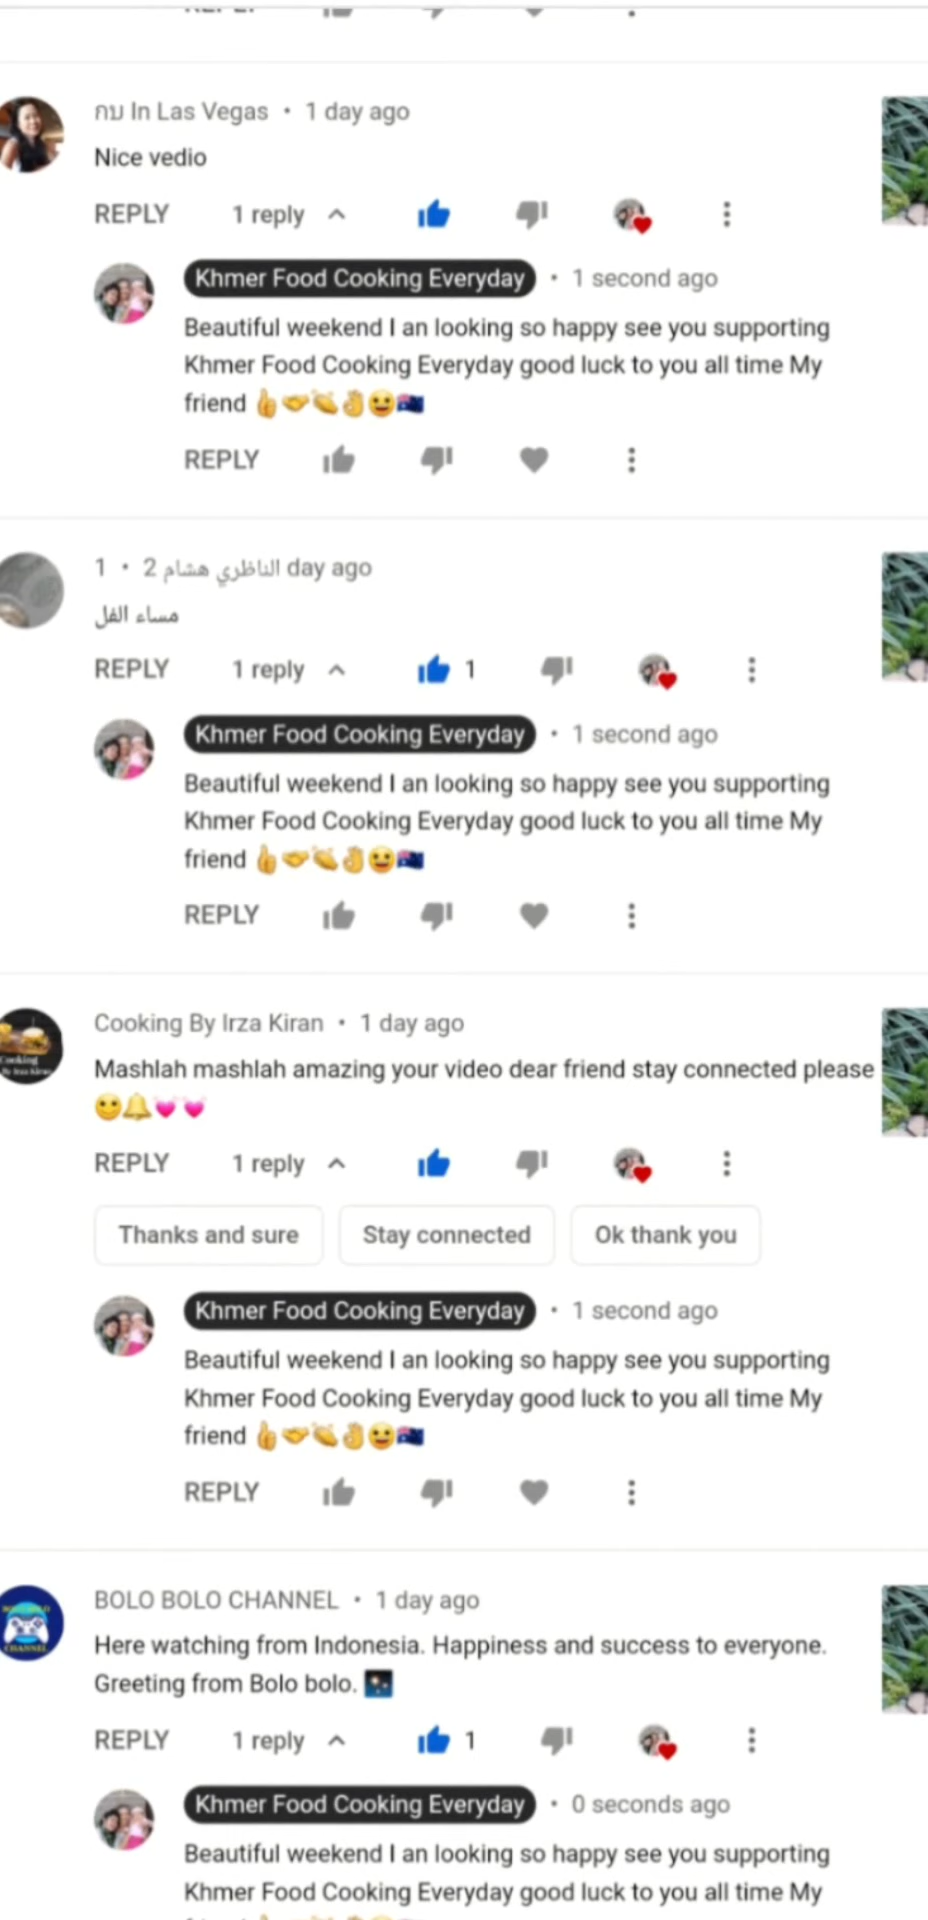 กบ In Las Vegas • 1 day ago
Nice vedio
REPLY 1 reply
Khmer Food Cooking Everyday • 1 second ago
Beautiful weekend I an looking so happy see you supporting
Khmer Food Cooking Everyday good luck to you all time My
friend 👍🤝👏👌😀🇦🇺
REPLY
1 • 2 الناظري هشام day ago
مساء الفل
REPLY 1 reply 1
Khmer Food Cooking Everyday • 1 second ago
Beautiful weekend I an looking so happy see you supporting
Khmer Food Cooking Everyday good luck to you all time My
friend 👍🤝👏👌😀🇦🇺
REPLY
Cooking By Irza Kiran • 1 day ago
Mashlah mashlah amazing your video dear friend stay connected please
🙂🔔💓💓
REPLY 1 reply
Thanks and sure Stay connected Ok thank you
Khmer Food Cooking Everyday • 1 second ago
Beautiful weekend I an looking so happy see you supporting
Khmer Food Cooking Everyday good luck to you all time My
friend 👍🤝👏👌😀🇦🇺
REPLY
BOLO BOLO CHANNEL • 1 day ago
Here watching from Indonesia. Happiness and success to everyone.
Greeting from Bolo bolo. 🌃
REPLY 1 reply 1
Khmer Food Cooking Everyday • 0 seconds ago
Beautiful weekend I an looking so happy see you supporting
Khmer Food Cooking Everyday good luck to you all time My